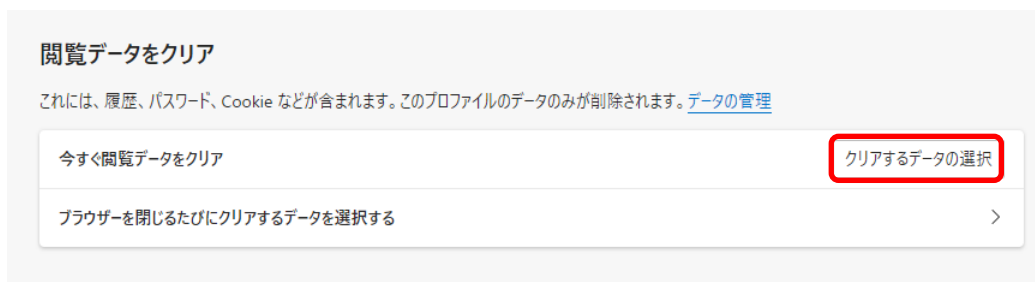 閲覧データをクリア
これには、履歴、パスワード、Cookie などが含まれます。このプロファイルのデータのみが削除されます。データの管理
今すぐ閲覧データをクリア
クリアするデータの選択
ブラウザーを閉じるたびにクリアするデータを選択する